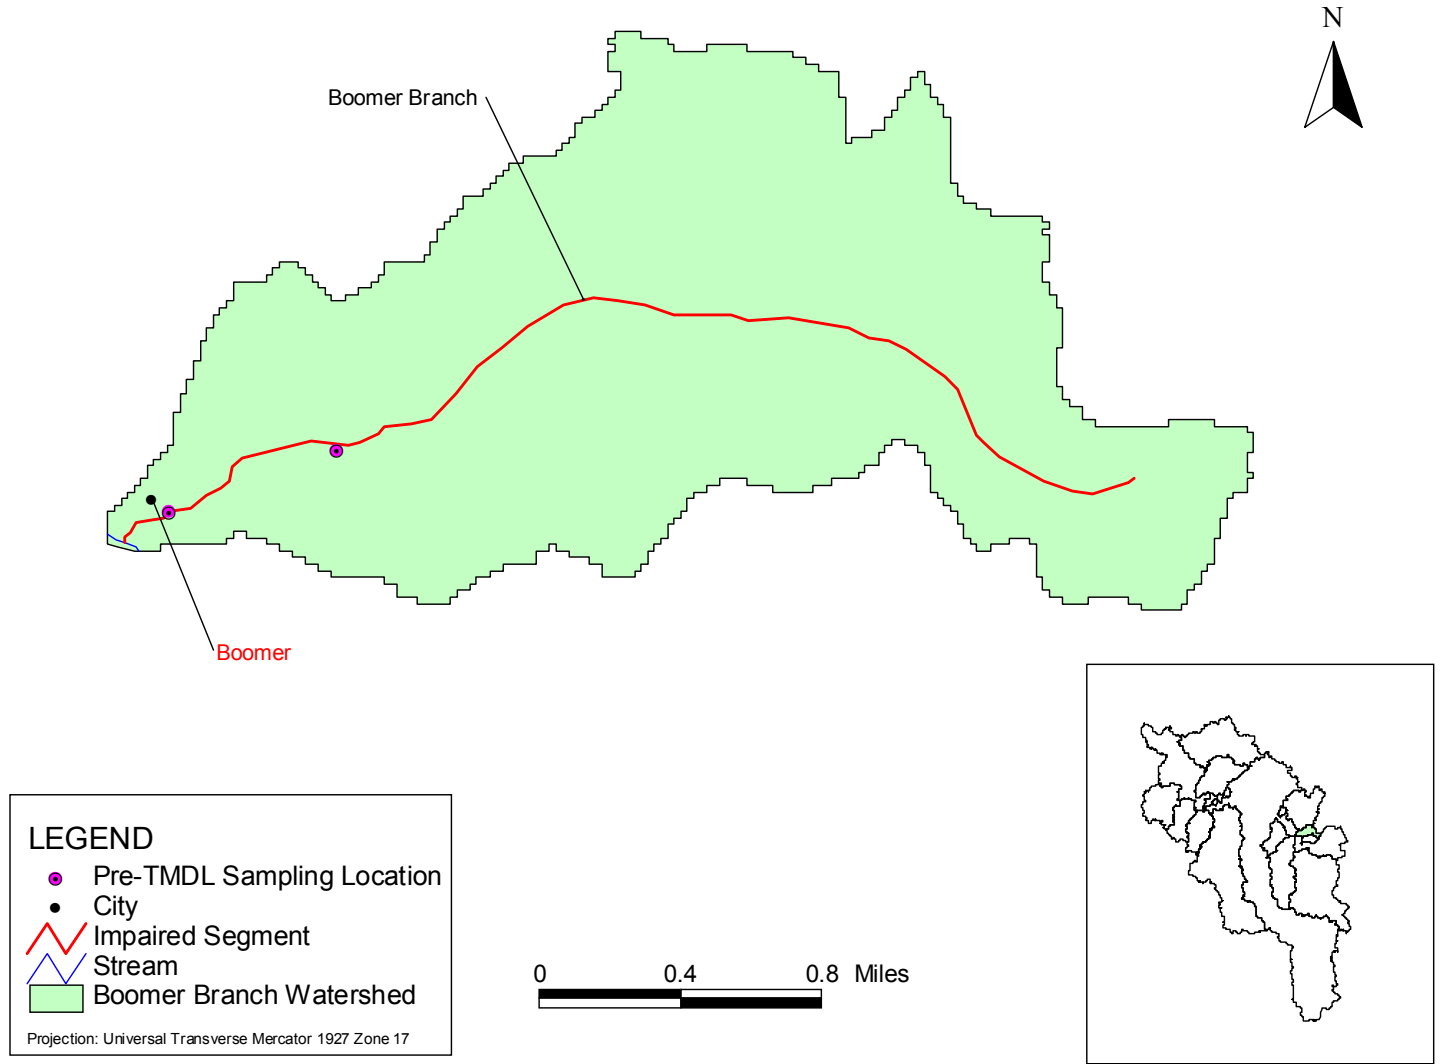 N
Boomer Branch
Boomer
LEGEND
Pre-TMDL Sampling Location
City
Impaired Segment
Stream
Boomer Branch Watershed
Projection: Universal Transverse Mercator 1927 Zone 17
0 0.4 0.8 Miles